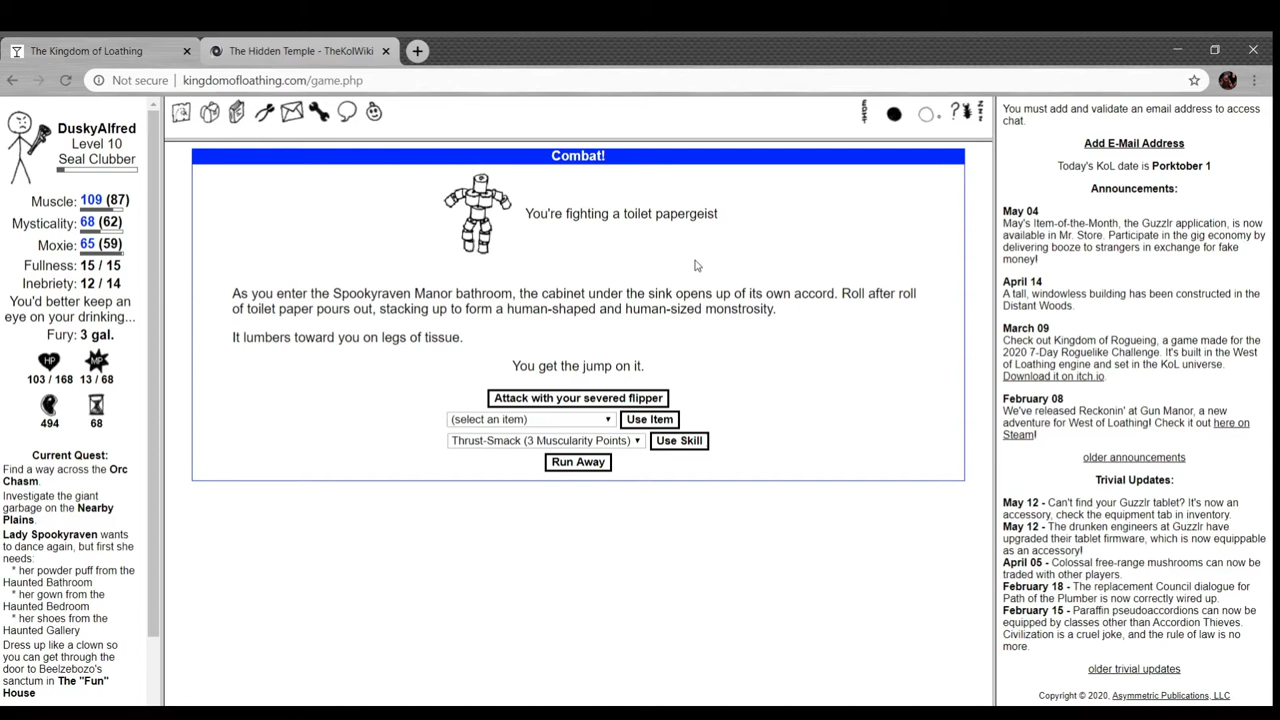 The Kingdom of Loathing
The Hidden Temple - TheKolWiki
Not secure
kingdomofloathing.com/game.php
DuskyAlfred
Level 10
Seal Clubber
Muscle: 109 (87)
Mysticality: 68 (62)
Moxie: 65 (59)
Fullness: 15 / 15
Inebriety: 12 / 14
You'd better keep an
eye on your drinking...
Fury: 3 gal.
HP
MP
103 / 168
13 / 68
494
68
Current Quest:
Find a way across the Orc
Chasm.
Investigate the giant
garbage on the Nearby
Plains.
Lady Spookyraven wants
to dance again, but first she
needs:
* her powder puff from the
Haunted Bathroom
* her gown from the
Haunted Bedroom
* her shoes from the
Haunted Gallery
Dress up like a clown so
you can get through the
door to Beelzebozo's
sanctum in The "Fun"
House
Combat!
You're fighting a toilet papergeist
As you enter the Spookyraven Manor bathroom, the cabinet under the sink opens up of its own accord. Roll after roll
of toilet paper pours out, stacking up to form a human-shaped and human-sized monstrosity.
It lumbers toward you on legs of tissue.
You get the jump on it.
Attack with your severed flipper
(select an item)
Use Item
Thrust-Smack (3 Muscularity Points)
Use Skill
Run Away
You must add and validate an email address to access
chat.
Add E-Mail Address
Today's KoL date is Porktober 1
Announcements:
May 04
May's Item-of-the-Month, the Guzzlr application, is now
available in Mr. Store. Participate in the gig economy by
delivering booze to strangers in exchange for fake
money!
April 14
A tall, windowless building has been constructed in the
Distant Woods.
March 09
Check out Kingdom of Rogueing, a game made for the
2020 7-Day Roguelike Challenge. It's built in the West
of Loathing engine and set in the KoL universe.
Download it on itch.io.
February 08
We've released Reckonin' at Gun Manor, a new
adventure for West of Loathing! Check it out here on
Steam!
older announcements
Trivial Updates:
May 12 - Can't find your Guzzlr tablet? It's now an
accessory, check the equipment tab in inventory.
May 12 - The drunken engineers at Guzzlr have
upgraded their tablet firmware, which is now equippable
as an accessory!
April 05 - Colossal free-range mushrooms can now be
traded with other players.
February 18 - The replacement Council dialogue for
Path of the Plumber is now correctly wired up.
February 15 - Paraffin pseudoaccordions can now be
equipped by classes other than Accordion Thieves.
Civilization is a cruel joke, and the rule of law is no
more.
older trivial updates
Copyright © 2020, Asymmetric Publications, LLC